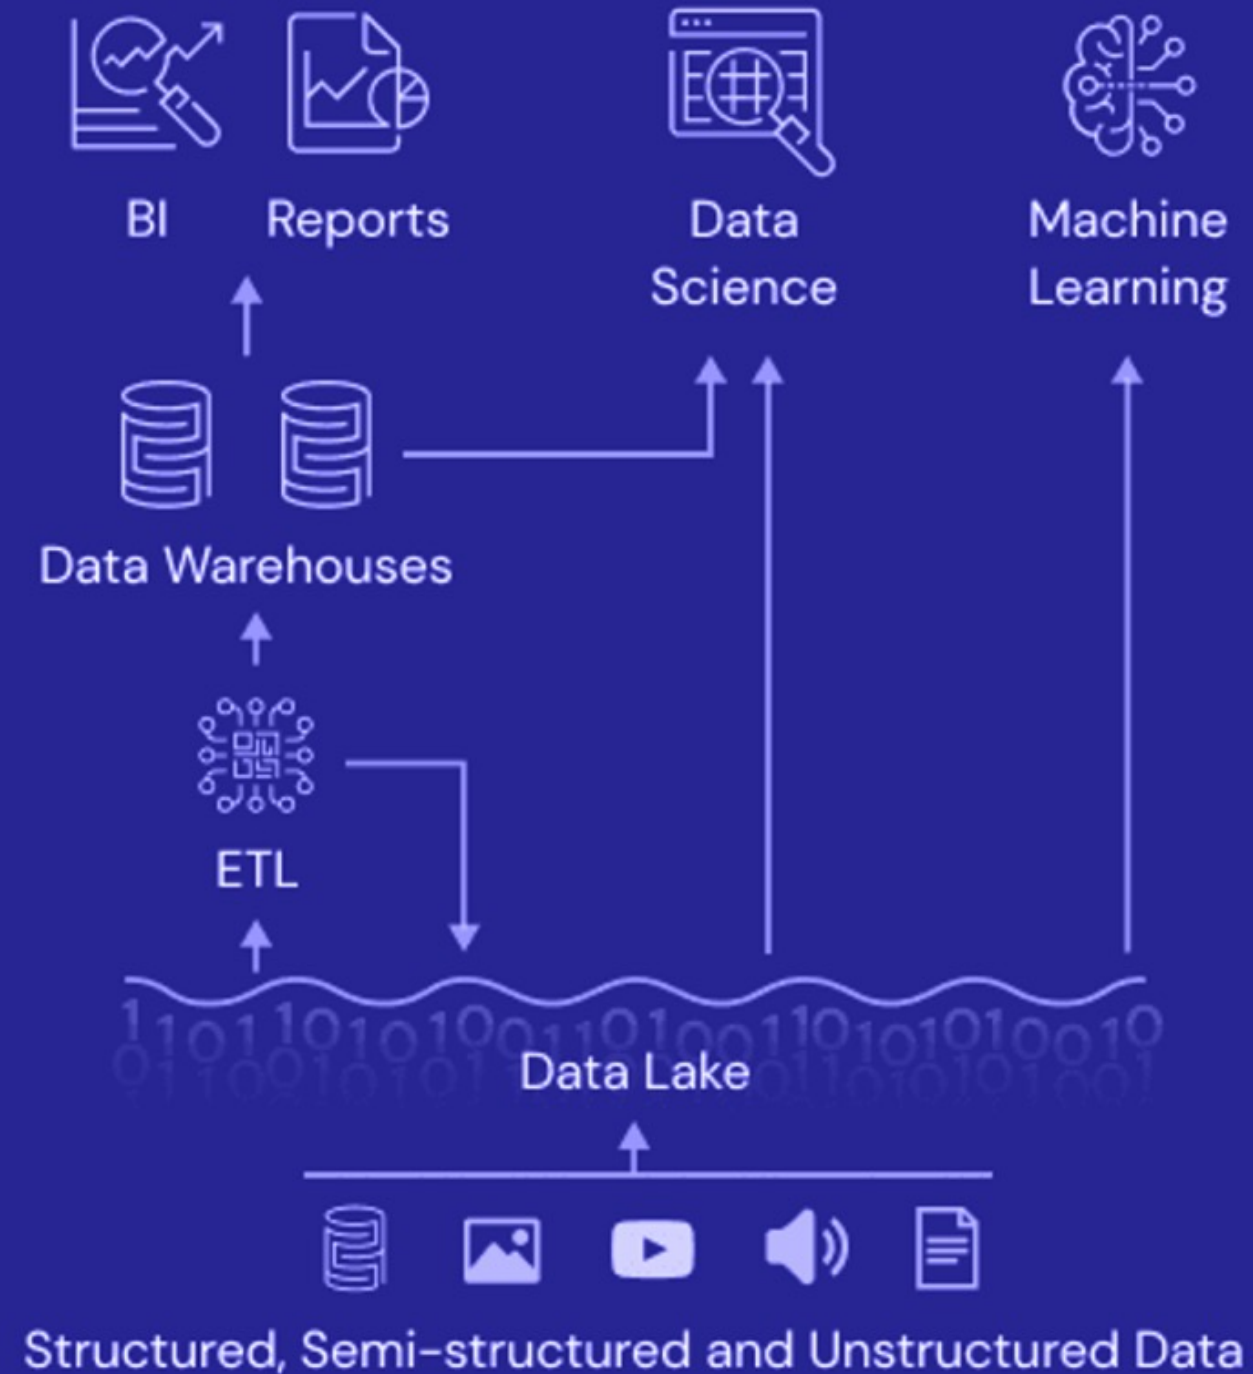 BI
Reports
Data
Science
Machine
Learning
Data Warehouses
ETL
Data Lake
Structured, Semi-structured and Unstructured Data